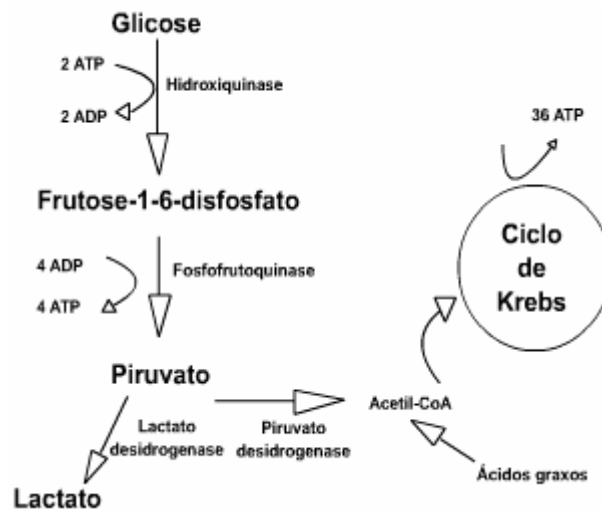 Glicose
2 ATP
Hidroxiquinase
2 ADP
36 ATP
Frutose-1-6-disfosfato
Ciclo
de
Krebs
4 ADP
Fosfofrutoquinase
4 ATP
Piruvato
Acetil-CoA
Lactato
desidrogenase
Piruvato
desidrogenase
Ácidos graxos
Lactato